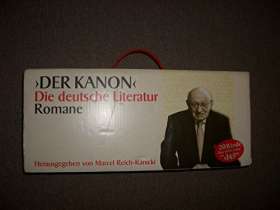 ›DER KANON‹
Die deutsche Literatur
Romane
Herausgegeben von Marcel Reich-Ranicki